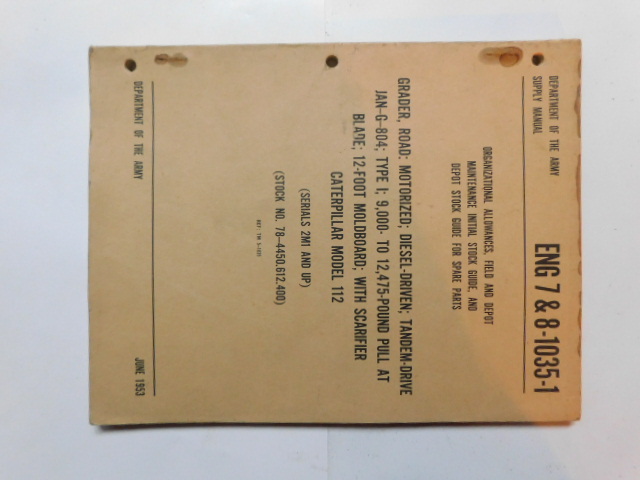 DEPARTMENT OF THE ARMY
SUPPLY MANUAL
ENG 7 & 8-1035-1
ORGANIZATIONAL ALLOWANCES, FIELD AND DEPOT
MAINTENANCE INITIAL STOCK GUIDE, AND
DEPOT STOCK GUIDE FOR SPARE PARTS
GRADER, ROAD: MOTORIZED; DIESEL-DRIVEN; TANDEM-DRIVE
JAN-G-804; TYPE I; 9,000- TO 12,475-POUND PULL AT
BLADE; 12-FOOT MOLDBOARD; WITH SCARIFIER
CATERPILLAR MODEL 112
(SERIALS 2M1 AND UP)
(STOCK NO. 78-4450.612.400)
REF: TM
DEPARTMENT OF THE ARMY
JUNE 1953